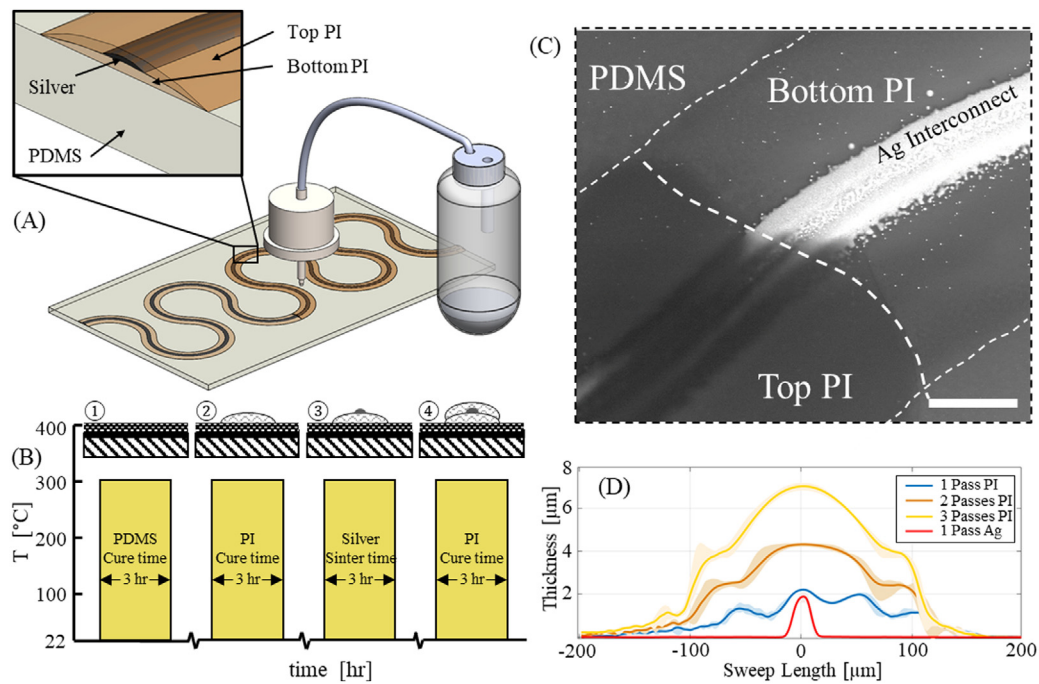 Top PI
Bottom PI
Silver
PDMS
(A)
(C)
PDMS
Bottom PI
Ag Interconnect
Top PI
(B)
① ② ③ ④
400
300
200
100
22
T [°C]
PDMS
Cure time
3 hr
PI
Cure time
3 hr
Silver
Sinter time
3 hr
PI
Cure time
3 hr
time [hr]
(D)
8
6
4
2
Thickness [μm]
1 Pass PI
2 Passes PI
3 Passes PI
1 Pass Ag
-200 -100 0 100 200
Sweep Length [μm]